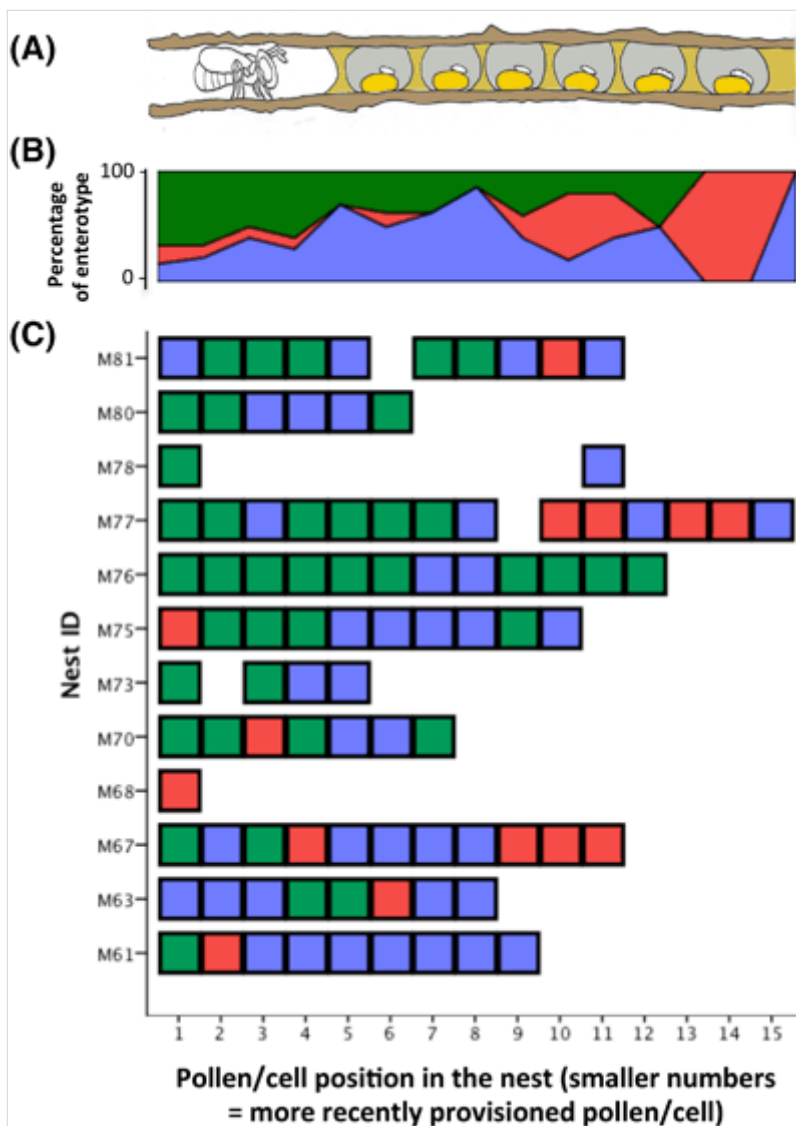 (A)
(B)
100
0
Percentage
of enterotype
(C)
M81
M80
M78
M77
M76
M75
M73
M70
M68
M67
M63
M61
Nest ID
1 2 3 4 5 6 7 8 9 10 11 12 13 14 15
Pollen/cell position in the nest (smaller numbers
= more recently provisioned pollen/cell)